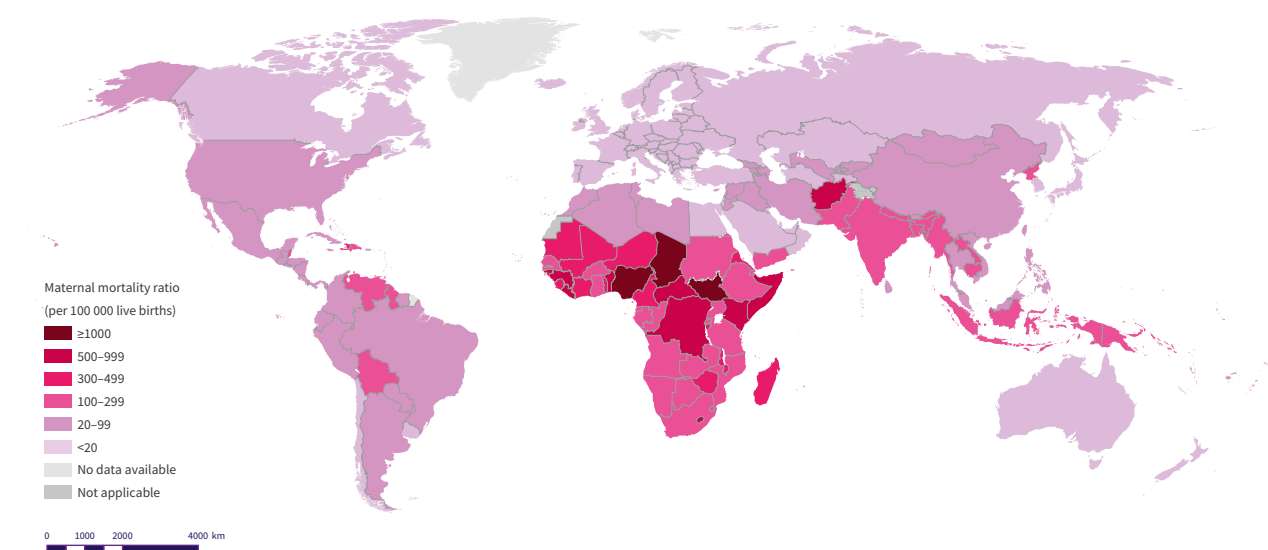 Maternal mortality ratio
(per 100 000 live births)
≥1000
500–999
300–499
100–299
20–99
<20
No data available
Not applicable
0 1000 2000 4000 km